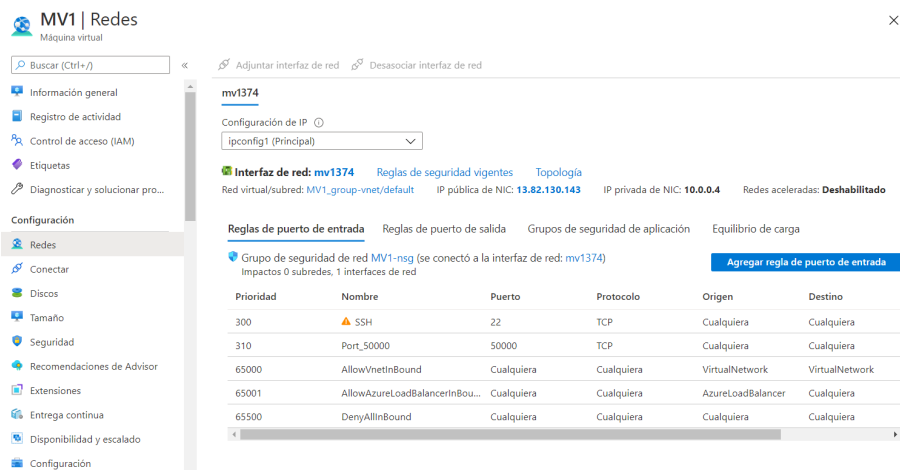 MV1 | Redes
Máquina virtual
Buscar (Ctrl+/)
Información general
Registro de actividad
Control de acceso (IAM)
Etiquetas
Diagnosticar y solucionar pro...
Configuración
Redes
Conectar
Discos
Tamaño
Seguridad
Recomendaciones de Advisor
Extensiones
Entrega continua
Disponibilidad y escalado
Configuración
Adjuntar interfaz de red Desasociar interfaz de red
mv1374
Configuración de IP
ipconfig1 (Principal)
Interfaz de red: mv1374 Reglas de seguridad vigentes Topología
Red virtual/subred: MV1_group-vnet/default IP pública de NIC: 13.82.130.143 IP privada de NIC: 10.0.0.4 Redes aceleradas: Deshabilitado
Reglas de puerto de entrada Reglas de puerto de salida Grupos de seguridad de aplicación Equilibrio de carga
Grupo de seguridad de red MV1-nsg (se conectó a la interfaz de red: mv1374)
Impactos 0 subredes, 1 interfaces de red
Agregar regla de puerto de entrada
Prioridad Nombre Puerto Protocolo Origen Destino
300 SSH 22 TCP Cualquiera Cualquiera
310 Port_50000 50000 TCP Cualquiera Cualquiera
65000 AllowVnetInBound Cualquiera Cualquiera VirtualNetwork VirtualNetwork
65001 AllowAzureLoadBalancerInBou... Cualquiera Cualquiera AzureLoadBalancer Cualquiera
65500 DenyAllInBound Cualquiera Cualquiera Cualquiera Cualquiera